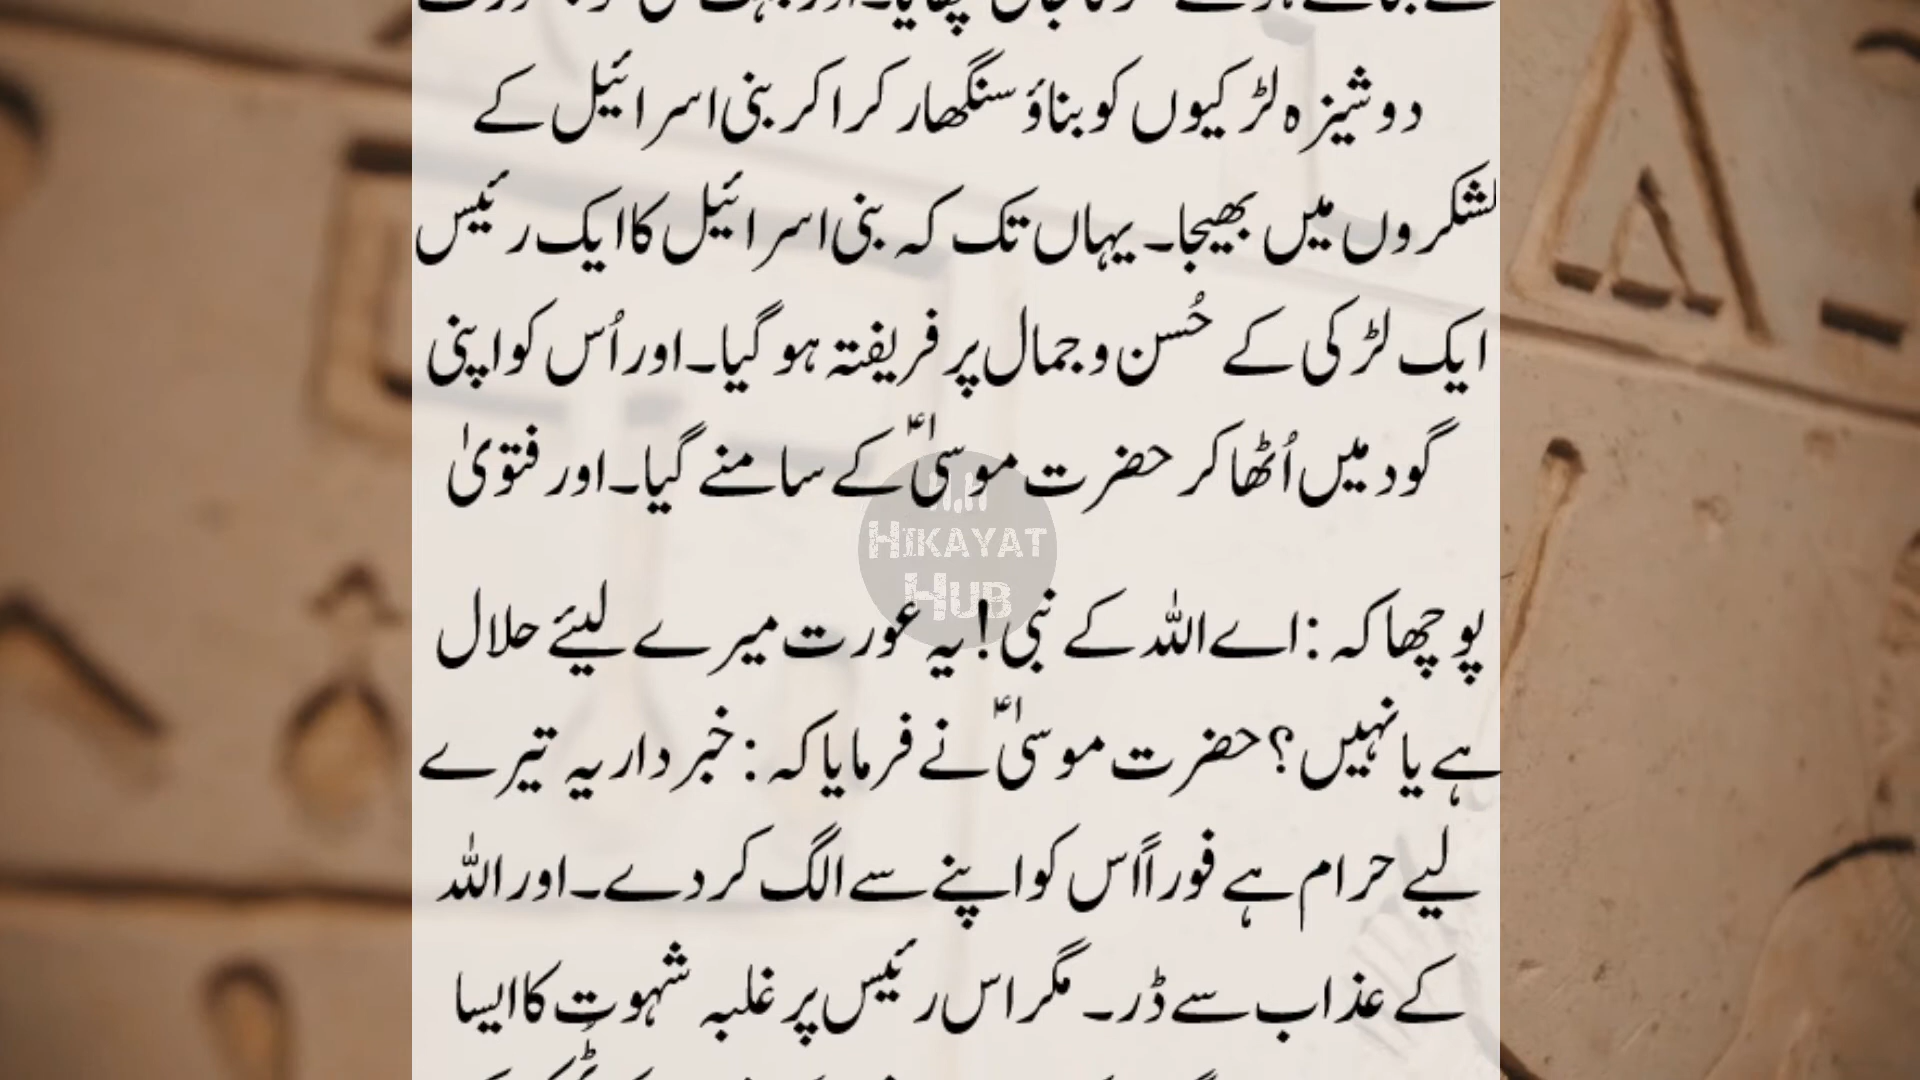 دوشیزہ لڑکیوں کو بناؤ سنگھار کرا کر بنی اسرائیل کے
لشکروں میں بھیجا۔ یہاں تک کہ بنی اسرائیل کا ایک رئیس
ایک لڑکی کے حُسن و جمال پر فریفتہ ہو گیا۔ اور اُس کو اپنی
گود میں اُٹھا کر حضرت موسیٰؑ کے سامنے گیا۔ اور فتویٰ
H.H
HIKAYAT
HUB
پوچھا کہ : اے اللہ کے نبی! یہ عورت میرے لیئے حلال
ہے یا نہیں؟ حضرت موسیٰؑ نے فرمایا کہ : خبردار یہ تیرے
لیے حرام ہے فوراً اس کو اپنے سے الگ کر دے۔ اور اللہ
کے عذاب سے ڈر۔ مگر اس رئیس پر غلبہ شہوت کا ایسا